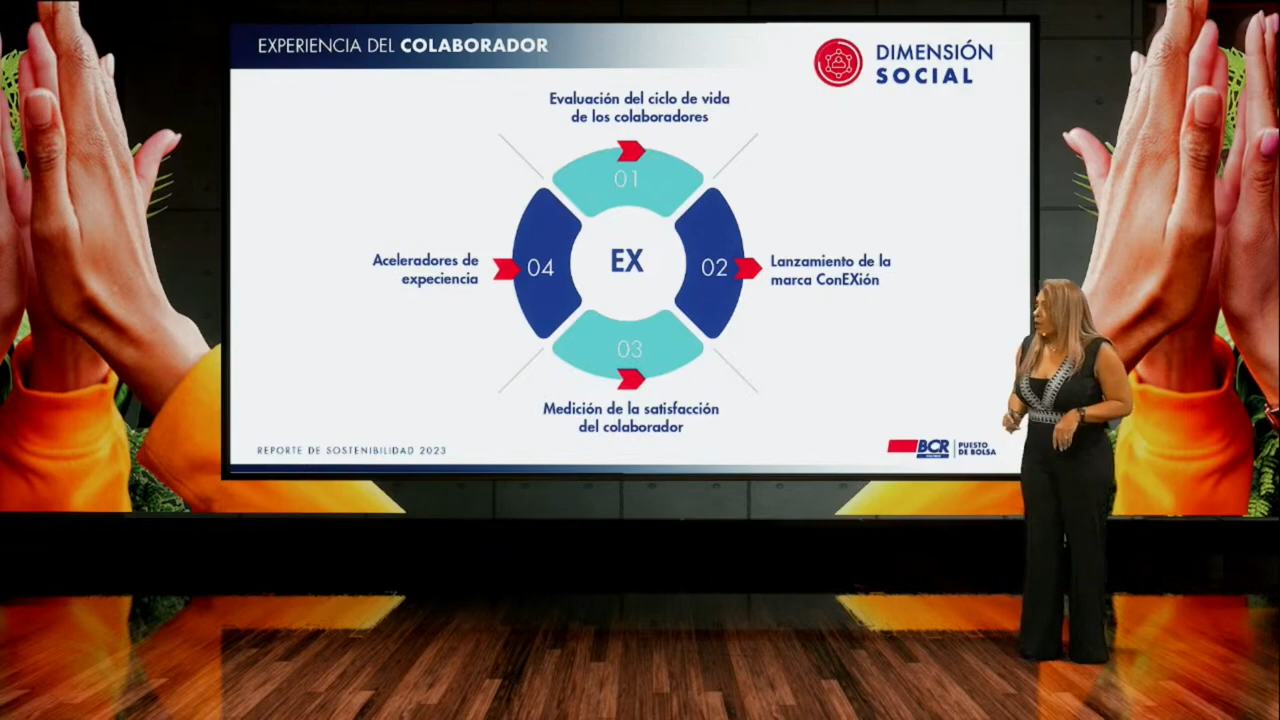 EXPERIENCIA DEL COLABORADOR
DIMENSIÓN
SOCIAL
Evaluación del ciclo de vida
de los colaboradores
01
EX
02
Lanzamiento de la
marca ConEXión
03
Medición de la satisfacción
del colaborador
04
Aceleradores de
expeciencia
REPORTE DE SOSTENIBILIDAD 2023
BCR
PUESTO
DE BOLSA